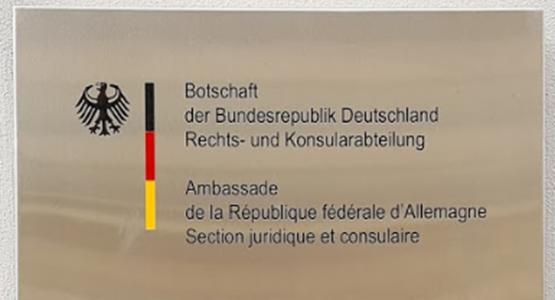 Botschaft
der Bundesrepublik Deutschland
Rechts- und Konsularabteilung
Ambassade
de la République fédérale d'Allemagne
Section juridique et consulaire